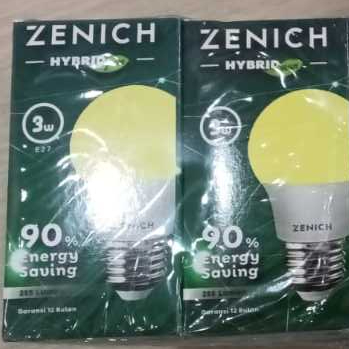 ZENICH
HYBRID
3w
E27
ZENICH
90%
Energy
Saving
Garansi 12 Bulan
ZENICH
HYBRID
3w
ZENICH
90%
Energy
Saving
Garansi 12 Bulan